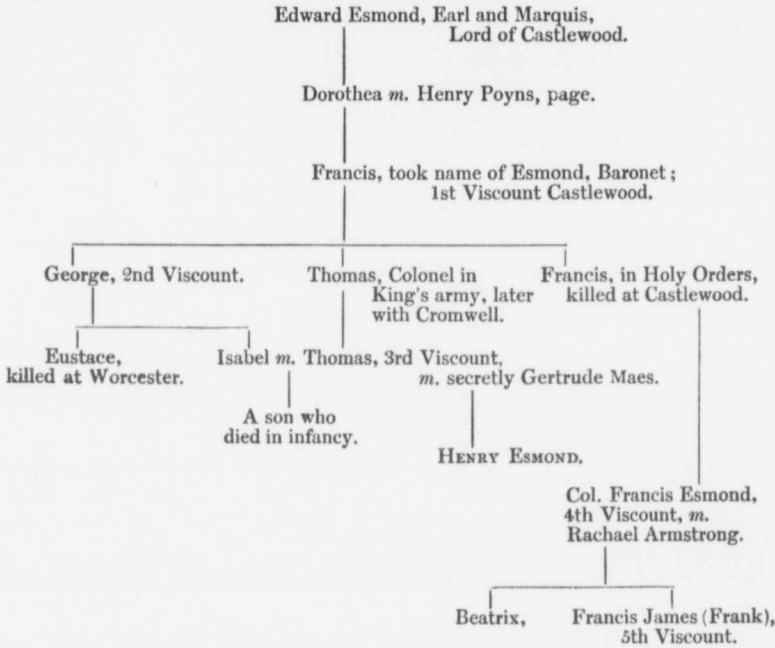 Edward Esmond, Earl and Marquis,
Lord of Castlewood.
Dorothea m. Henry Poyns, page.
Francis, took name of Esmond, Baronet;
1st Viscount Castlewood.
George, 2nd Viscount.
Thomas, Colonel in
King's army, later
with Cromwell.
Francis, in Holy Orders,
killed at Castlewood.
Eustace,
killed at Worcester.
Isabel m. Thomas, 3rd Viscount,
m. secretly Gertrude Maes.
A son who
died in infancy.
HENRY ESMOND.
Col. Francis Esmond,
4th Viscount, m.
Rachael Armstrong.
Beatrix,
Francis James (Frank),
5th Viscount.